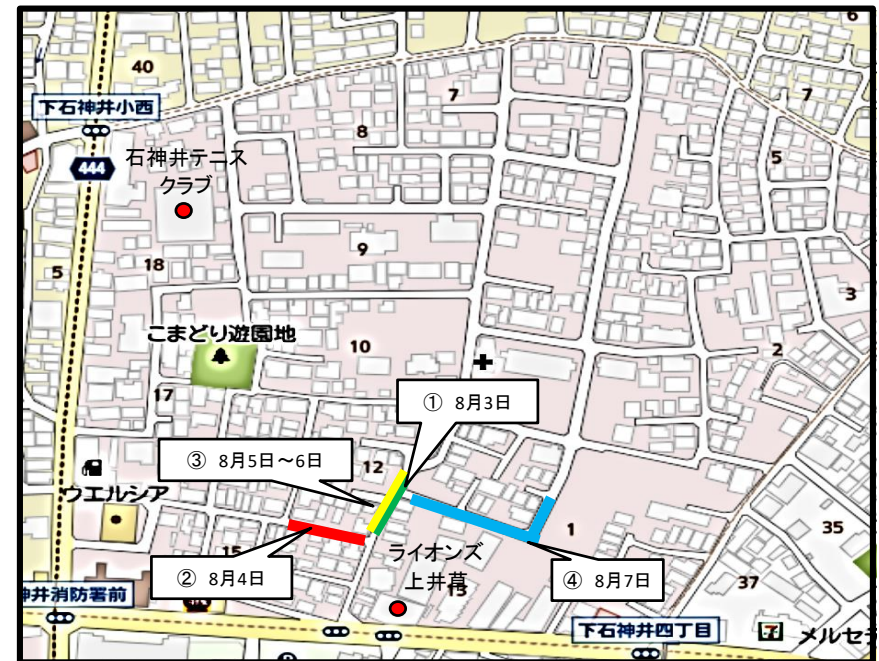 6
40
7
7
下石神井小西
8
5
444
石神井テニス
クラブ
9
5
18
3
こまどり遊園地
10
2
17
① 8月3日
③ 8月5日～6日
12
ウエルシア
1
35
15
ライオンズ
上井草
② 8月4日
④ 8月7日
13
37
井消防署前
下石神井四丁目
7
メルセデ